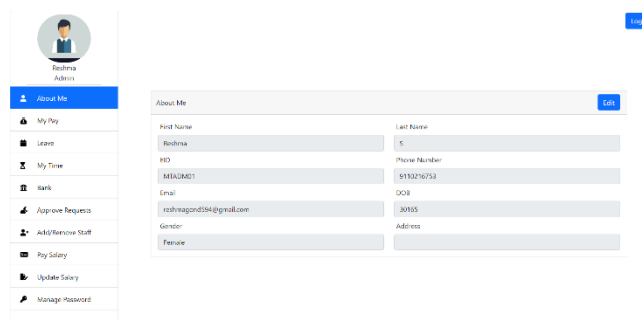 Log
Reshma
Admin
About Me
My Pay
Leave
My Time
Bank
Approve Requests
Add/Remove Staff
Pay Salary
Update Salary
Manage Password
About Me
Edit
First Name
Last Name
Reshma
S
EID
Phone Number
MTADM01
9110216753
Email
DOB
reshmagond594@gmail.com
30165
Gender
Address
Female